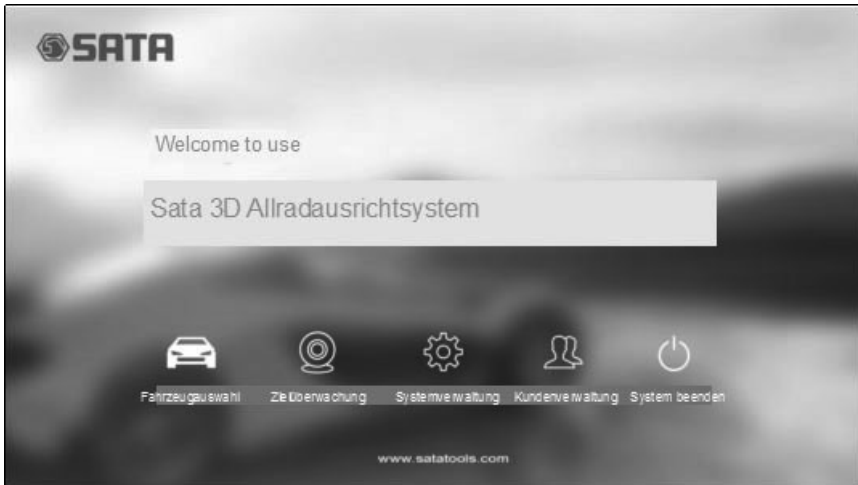 SATA
Welcome to use
Sata 3D Allradausrichtsystem
Fahrzeugauswahl Zielüberwachung Systemverwaltung Kundenverwaltung System beenden
www.satatools.com